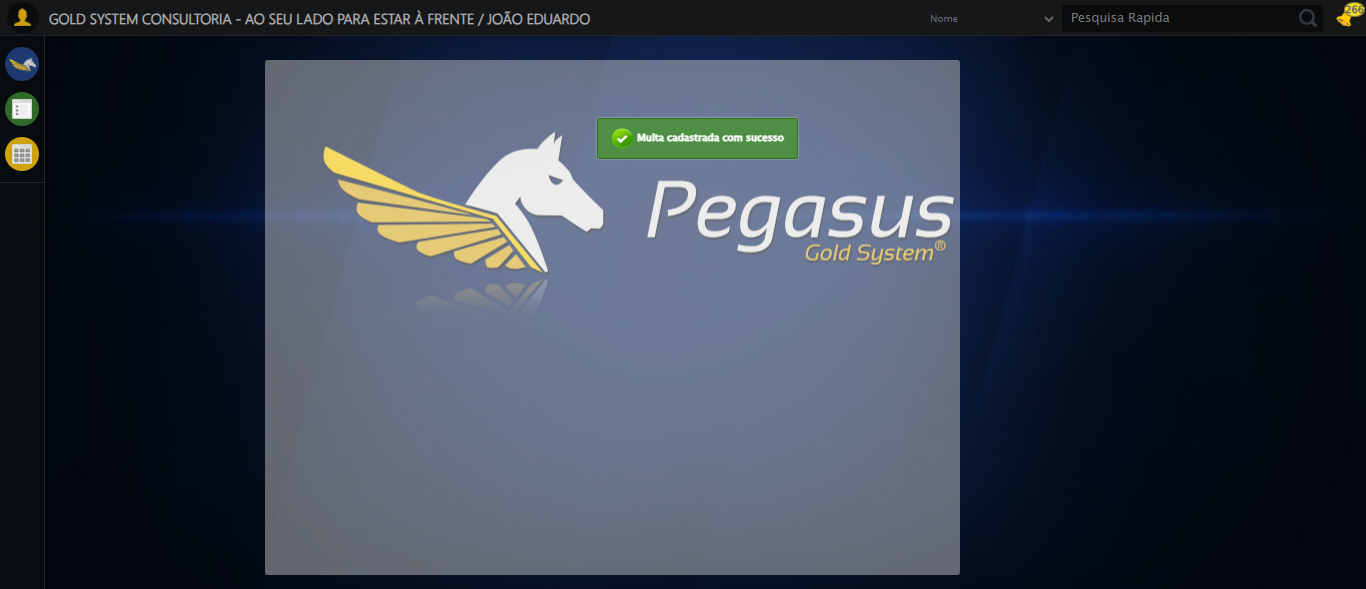 GOLD SYSTEM CONSULTORIA - AO SEU LADO PARA ESTAR À FRENTE / JOÃO EDUARDO
Nome
Pesquisa Rapida
266
Multa cadastrada com sucesso
Pegasus
Gold System®